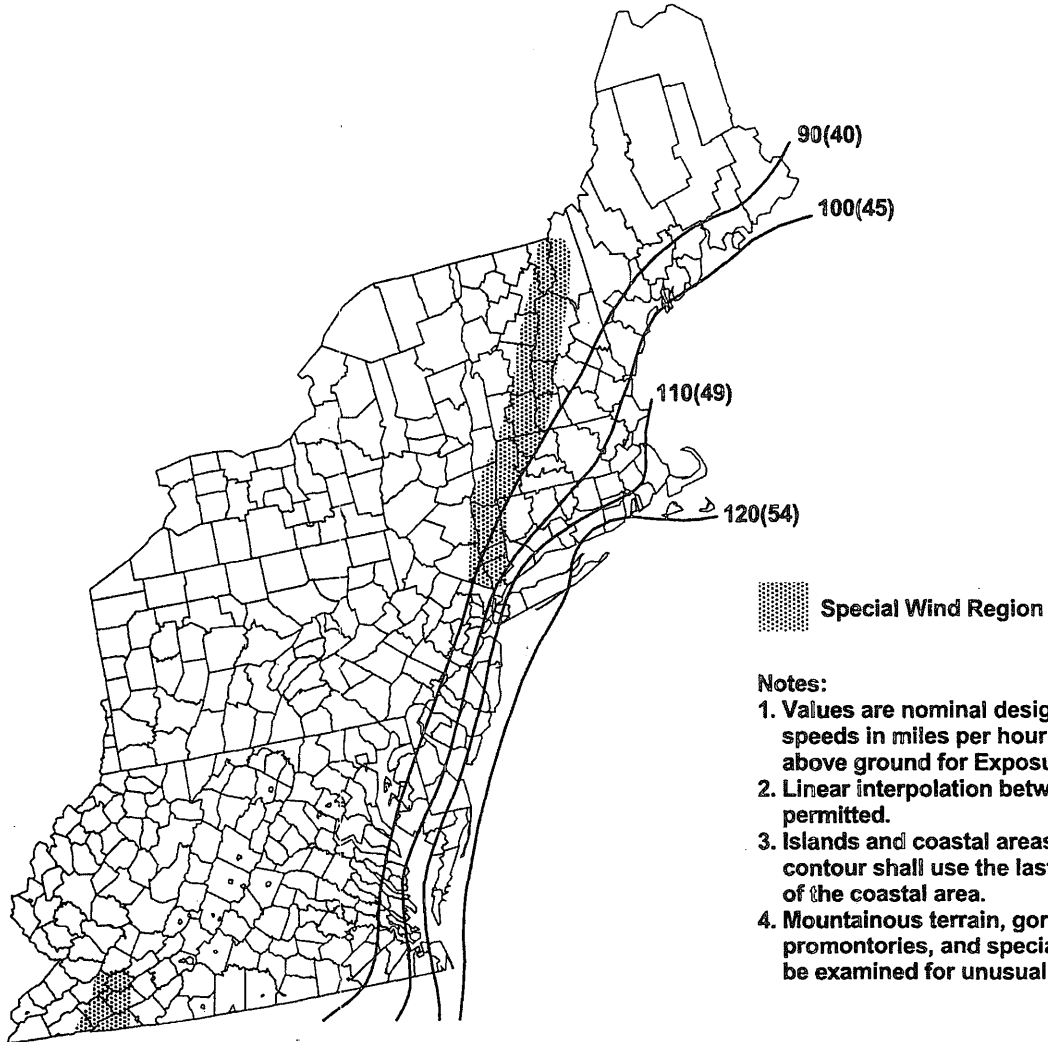 90(40)
100(45)
110(49)
120(54)
Special Wind Region
Notes:
1. Values are nominal desig
speeds in miles per hour
above ground for Exposu
2. Linear interpolation betw
permitted.
3. Islands and coastal areas
contour shall use the last
of the coastal area.
4. Mountainous terrain, gor
promontories, and specia
be examined for unusual